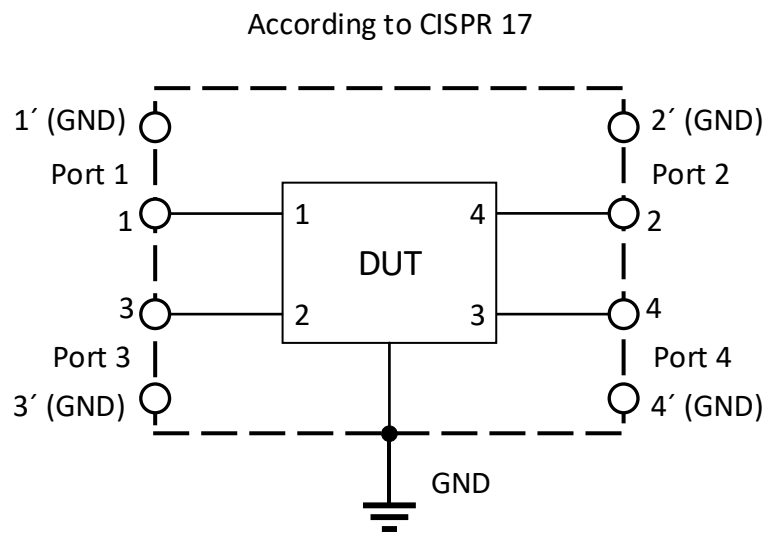 According to CISPR 17
1´ (GND)
2´ (GND)
Port 1
Port 2
1
1
4
2
DUT
3
2
3
4
Port 3
Port 4
3´ (GND)
4´ (GND)
GND